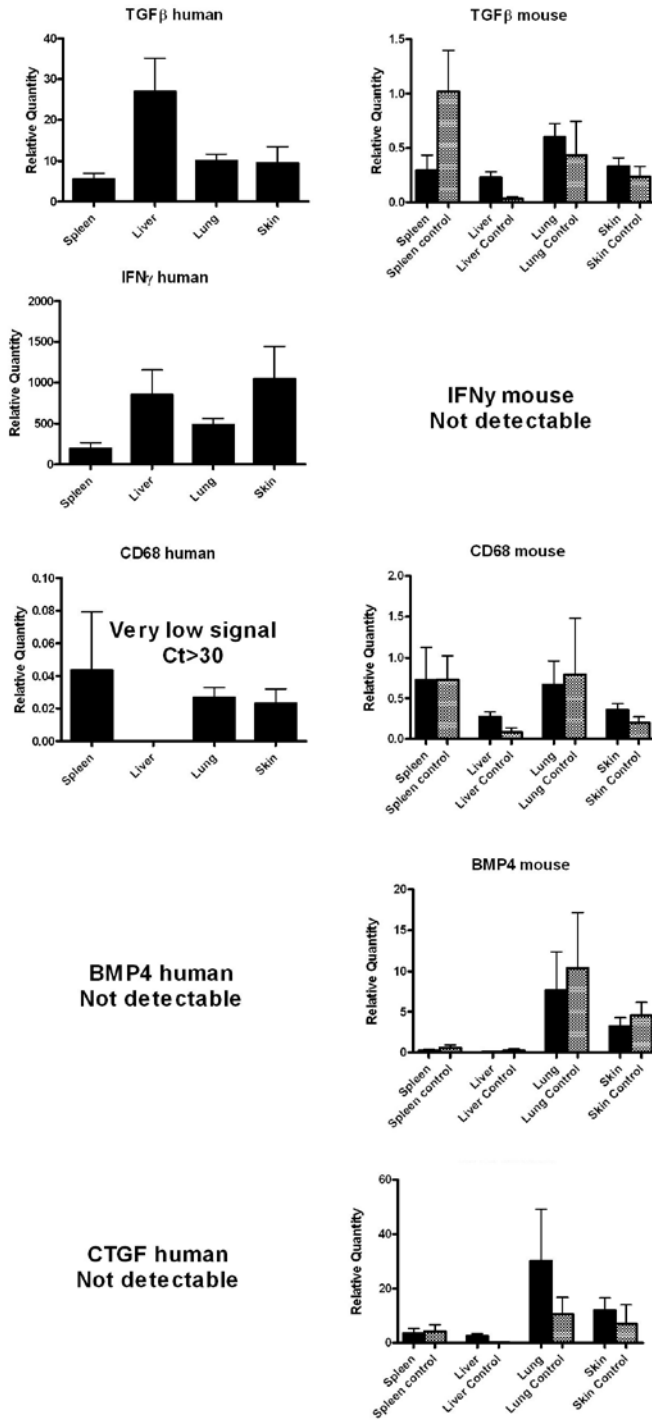 TGFβ human
Relative Quantity
40
30
20
10
0
Spleen
Liver
Lung
Skin
TGFβ mouse
Relative Quantity
1.5
1.0
0.5
0.0
Spleen
Spleen control
Liver
Liver Control
Lung
Lung Control
Skin
Skin Control
IFNγ human
Relative Quantity
2000
1500
1000
500
0
Spleen
Liver
Lung
Skin
IFNy mouse
Not detectable
CD68 human
Relative Quantity
0.10
0.08
0.06
0.04
0.02
0.00
Very low signal
Ct>30
Spleen
Liver
Lung
Skin
CD68 mouse
Relative Quantity
2.0
1.5
1.0
0.5
0.0
Spleen
Spleen control
Liver
Liver Control
Lung
Lung Control
Skin
Skin Control
BMP4 human
Not detectable
BMP4 mouse
Relative Quantity
20
15
10
5
0
Spleen
Spleen control
Liver
Liver Control
Lung
Lung Control
Skin
Skin Control
CTGF human
Not detectable
Relative Quantity
60
40
20
0
Spleen
Spleen control
Liver
Liver Control
Lung
Lung Control
Skin
Skin Control